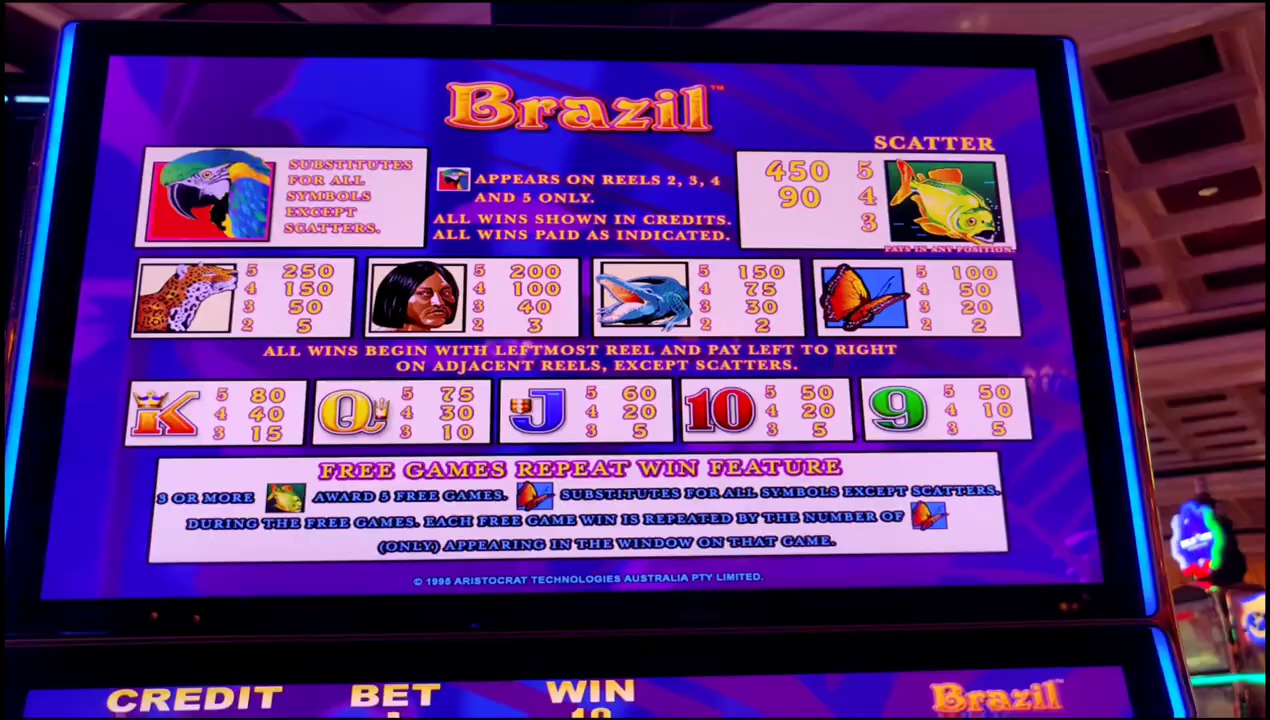 Brazil™
SCATTER
SUBSTITUTES
FOR ALL
SYMBOLS
EXCEPT
SCATTERS.
APPEARS ON REELS 2, 3, 4
AND 5 ONLY.
ALL WINS SHOWN IN CREDITS.
ALL WINS PAID AS INDICATED.
450 5
90 4
3
PAYS IN ANY POSITION.
5 250
4 150
3 50
2 5
5 200
4 100
3 40
2 3
5 150
4 75
3 30
2 2
5 100
4 50
3 20
2 2
ALL WINS BEGIN WITH LEFTMOST REEL AND PAY LEFT TO RIGHT
ON ADJACENT REELS, EXCEPT SCATTERS.
K 5 80
4 40
3 15
Q 5 75
4 30
3 10
J 5 60
4 20
3 5
10 5 50
4 20
3 5
9 5 50
4 10
3 5
FREE GAMES REPEAT WIN FEATURE
3 OR MORE AWARD 5 FREE GAMES. SUBSTITUTES FOR ALL SYMBOLS EXCEPT SCATTERS.
DURING THE FREE GAMES. EACH FREE GAME WIN IS REPEATED BY THE NUMBER OF
(ONLY) APPEARING IN THE WINDOW ON THAT GAME.
© 1995 ARISTOCRAT TECHNOLOGIES AUSTRALIA PTY LIMITED.
CREDIT BET WIN Brazil
10